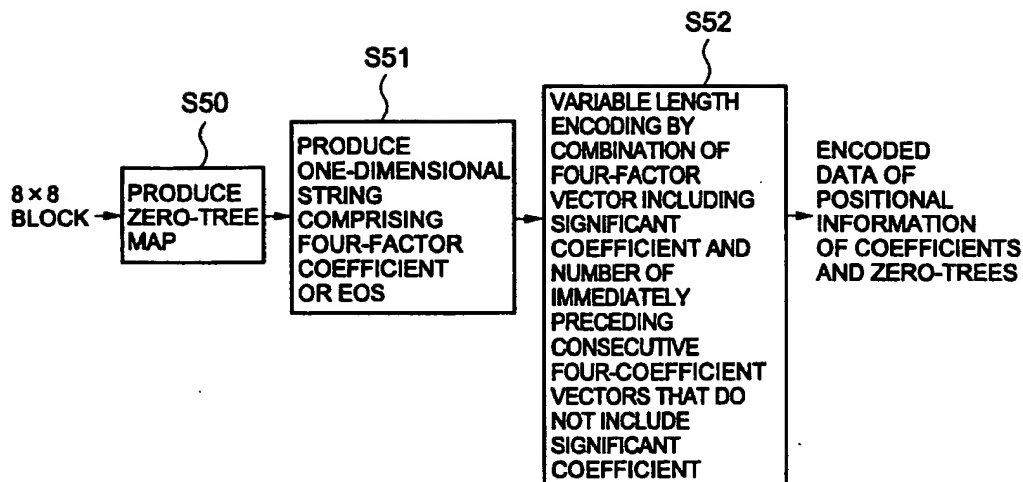 S50
S51
S52
8 × 8
BLOCK
PRODUCE
ZERO-TREE
MAP
PRODUCE
ONE-DIMENSIONAL
STRING
COMPRISING
FOUR-FACTOR
COEFFICIENT
OR EOS
VARIABLE LENGTH
ENCODING BY
COMBINATION OF
FOUR-FACTOR
VECTOR INCLUDING
SIGNIFICANT
COEFFICIENT AND
NUMBER OF
IMMEDIATELY
PRECEDING
CONSECUTIVE
FOUR-COEFFICIENT
VECTORS THAT DO
NOT INCLUDE
SIGNIFICANT
COEFFICIENT
ENCODED
DATA OF
POSITIONAL
INFORMATION
OF COEFFICIENTS
AND ZERO-TREES